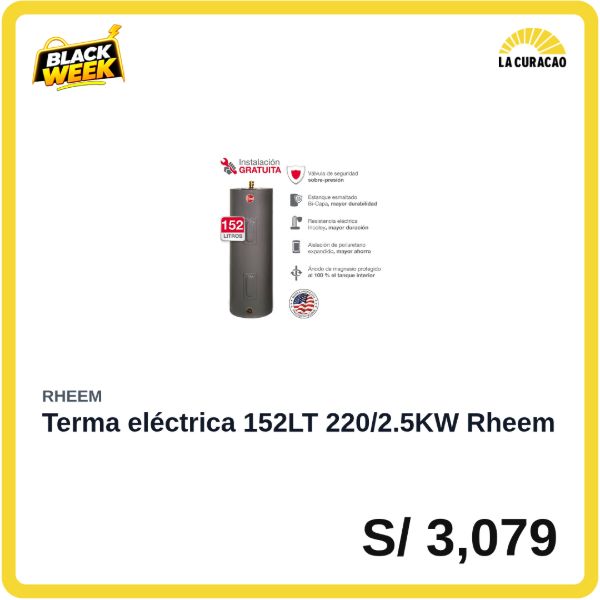 BLACK
WEEK
LA CURACAO
Instalación
GRATUITA
152
LITROS
Válvula de seguridad
sobre-presión
Estanque esmaltado
Bi-Capa, mayor durabilidad
Resistencia eléctrica
Incoloy, mayor duración
Aislación de poliuretano
expandido, mayor ahorro
Ánodo de magnesio protegido
al 100 % el tanque interior
RHEEM
Terma eléctrica 152LT 220/2.5KW Rheem
S/ 3,079